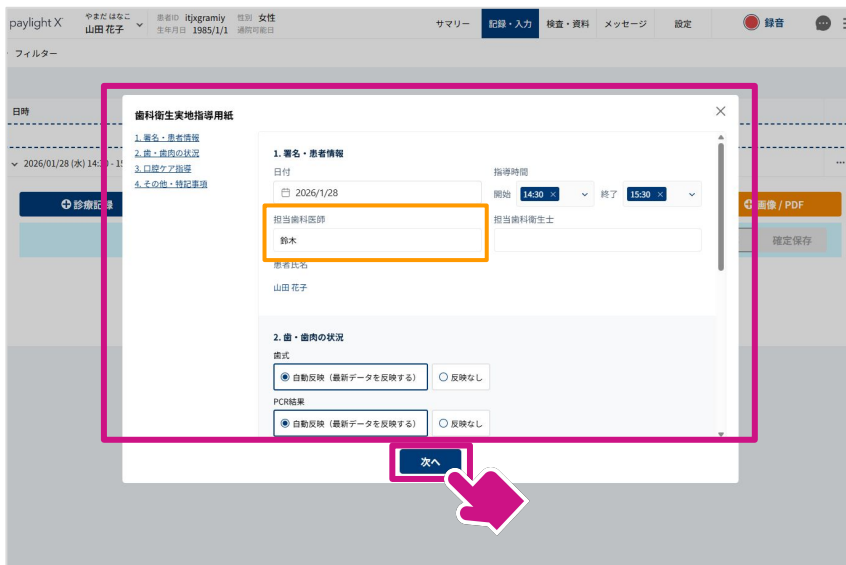 paylight X
やまだ はなこ
山田 花子
患者ID itjxgramiy 性別 女性
生年月日 1985/1/1 通院可能日
サマリー 記録・入力 検査・資料 メッセージ 設定 録音
フィルター
日時
2026/01/28 (水) 14:30 - 15
診療記録
画像 / PDF
確定保存
歯科衛生実地指導用紙
1. 署名・患者情報
2. 歯・歯肉の状況
3. 口腔ケア指導
4. その他・特記事項
1. 署名・患者情報
日付 指導時間
2026/1/28 開始 14:30 × 終了 15:30 ×
担当歯科医師 担当歯科衛生士
鈴木
患者氏名
山田 花子
2. 歯・歯肉の状況
歯式
自動反映（最新データを反映する） 反映なし
PCR結果
自動反映（最新データを反映する） 反映なし
次へ